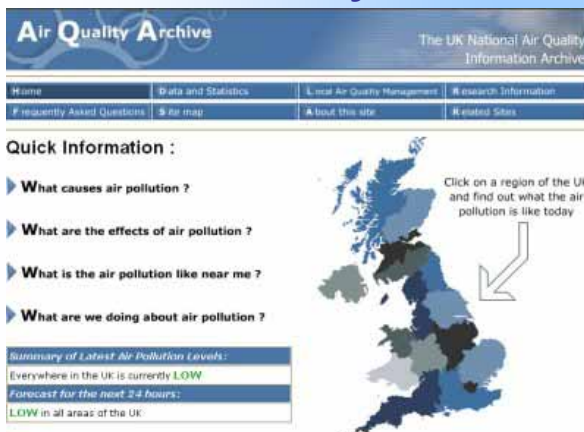 Air Quality Archive
The UK National Air Quality
Information Archive
Home
Data and Statistics
Local Air Quality Management
Research Information
Frequently Asked Questions
Site map
About this site
Related Sites
Quick Information :
What causes air pollution ?
What are the effects of air pollution ?
What is the air pollution like near me ?
What are we doing about air pollution ?
Click on a region of the UK
and find out what the air
pollution is like today
Summary of Latest Air Pollution Levels:
Everywhere in the UK is currently LOW
Forecast for the next 24 hours:
LOW in all areas of the UK